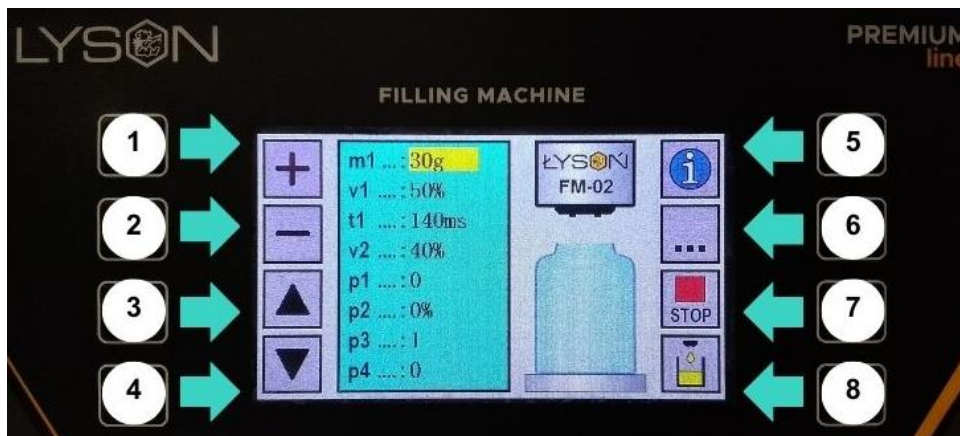 LYSON
PREMIUM
line
FILLING MACHINE
1
2
3
4
+
−
m1 ...: 30g
v1 ....: 50%
t1 ....: 140ms
v2 ....: 40%
p1 ....: 0
p2 ....: 0%
p3 ....: 1
p4 ....: 0
ŁYSOŃ
FM-02
i
...
STOP
5
6
7
8